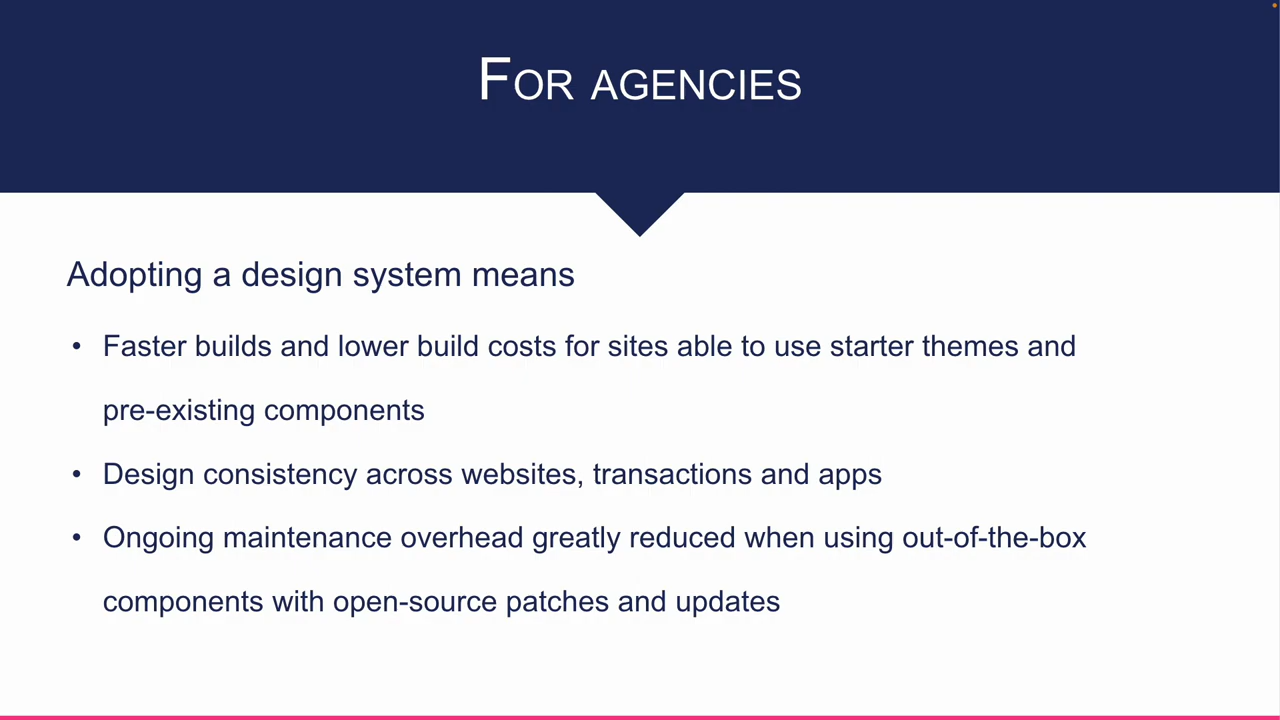 For agencies
Adopting a design system means
• Faster builds and lower build costs for sites able to use starter themes and
pre-existing components
• Design consistency across websites, transactions and apps
• Ongoing maintenance overhead greatly reduced when using out-of-the-box
components with open-source patches and updates